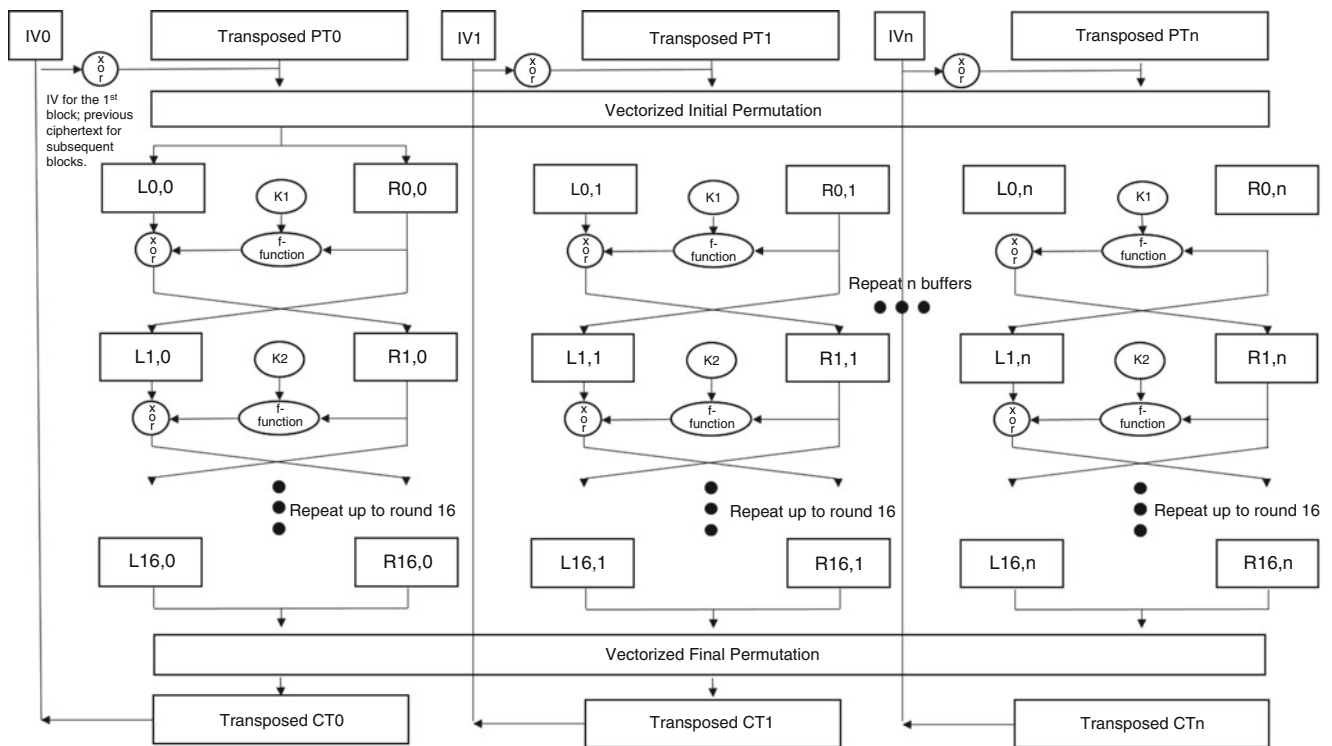 IV0
Transposed PT0
IV1
Transposed PT1
IVn
Transposed PTn
xor
xor
xor
IV for the 1st
block; previous
ciphertext for
subsequent
blocks.
Vectorized Initial Permutation
L0,0
K1
R0,0
L0,1
K1
R0,1
L0,n
K1
R0,n
xor
f-
function
xor
f-
function
xor
f-
function
Repeat n buffers
L1,0
K2
R1,0
L1,1
K2
R1,1
L1,n
K2
R1,n
xor
f-
function
xor
f-
function
xor
f-
function
Repeat up to round 16
Repeat up to round 16
Repeat up to round 16
L16,0
R16,0
L16,1
R16,1
L16,n
R16,n
Vectorized Final Permutation
Transposed CT0
Transposed CT1
Transposed CTn